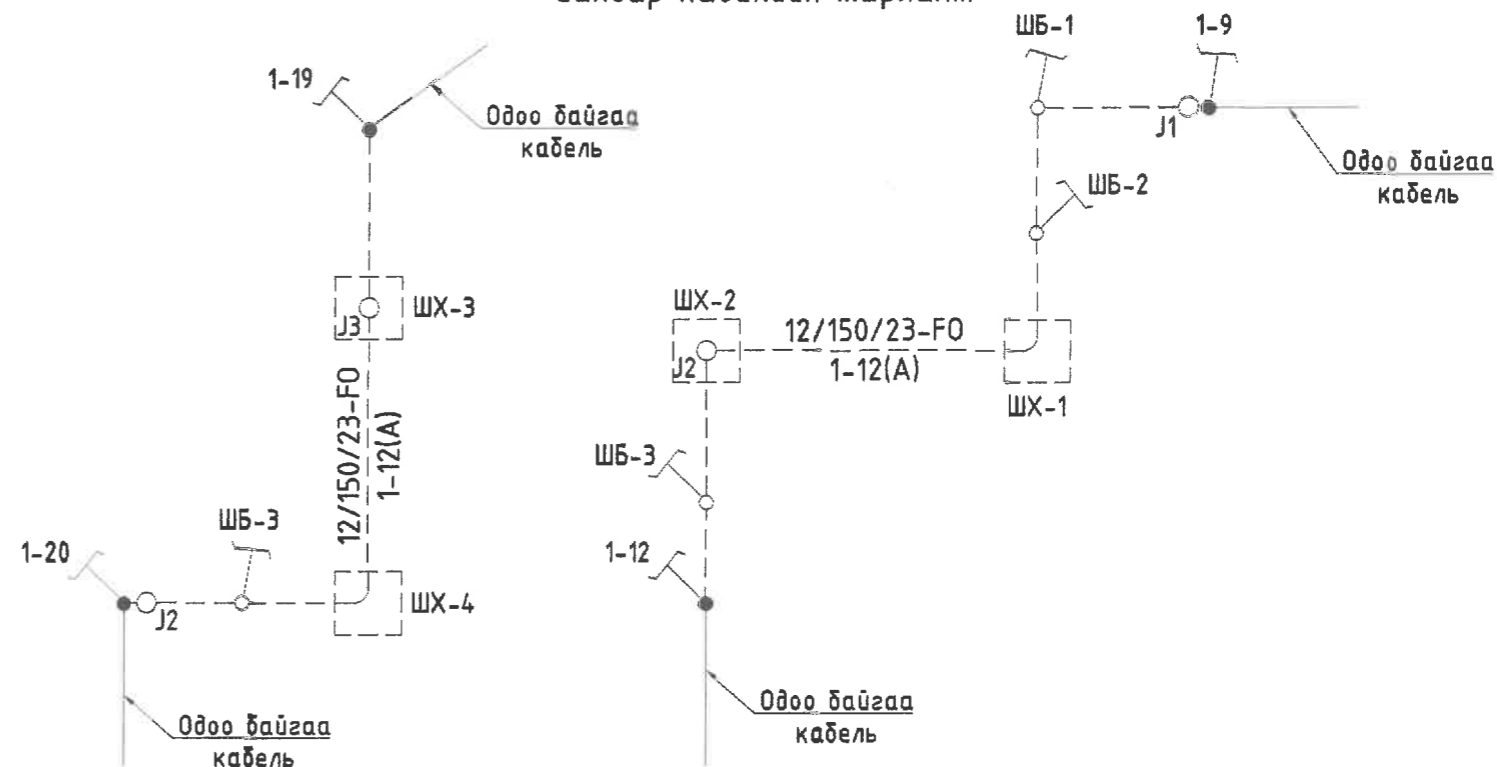 ШБ-1
1-9
1-19
Одоо байгаа
кабель
J1
Одоо байгаа
кабель
ШБ-2
ШХ-3
J3
ШХ-2
12/150/23-FO
1-12(A)
J2
ШХ-1
12/150/23-FO
1-12(A)
ШБ-3
ШБ-3
1-20
1-12
J2
ШХ-4
Одоо байгаа
кабель
Одоо байгаа
кабель